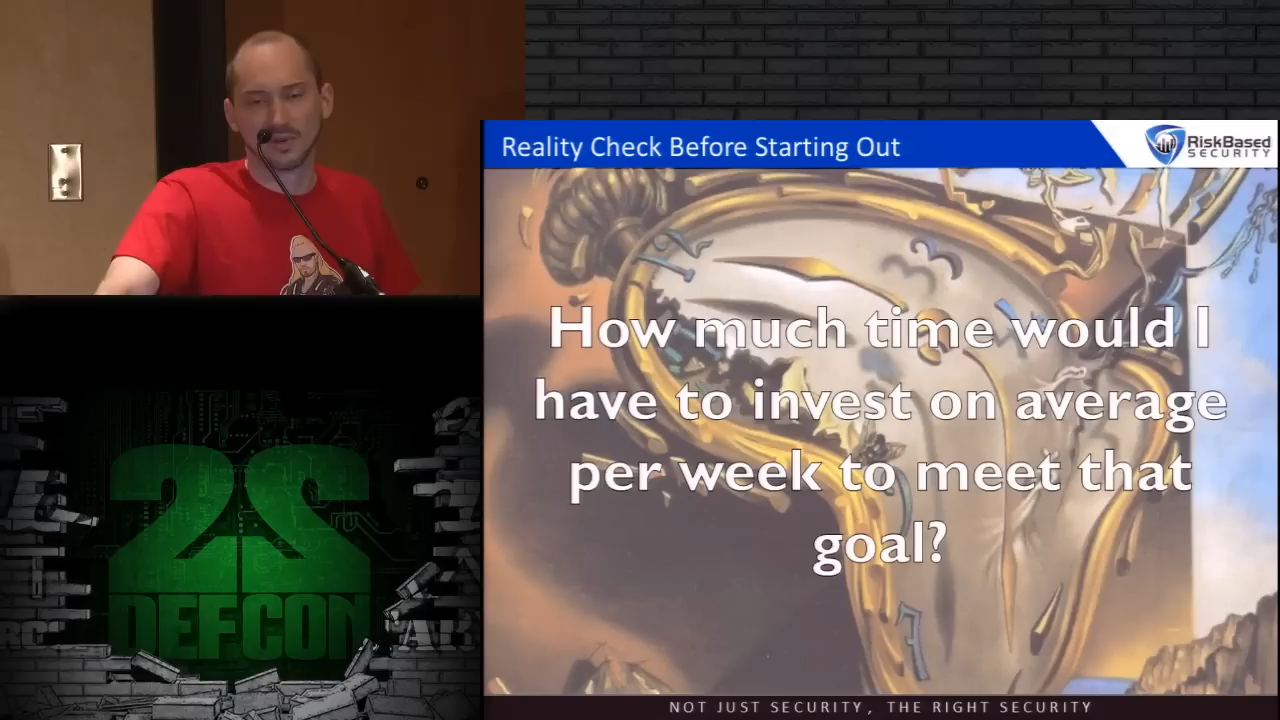 Reality Check Before Starting Out
RiskBased
SECURITY
How much time would I
have to invest on average
per week to meet that
goal?
22
DEFCON
NOT JUST SECURITY, THE RIGHT SECURITY